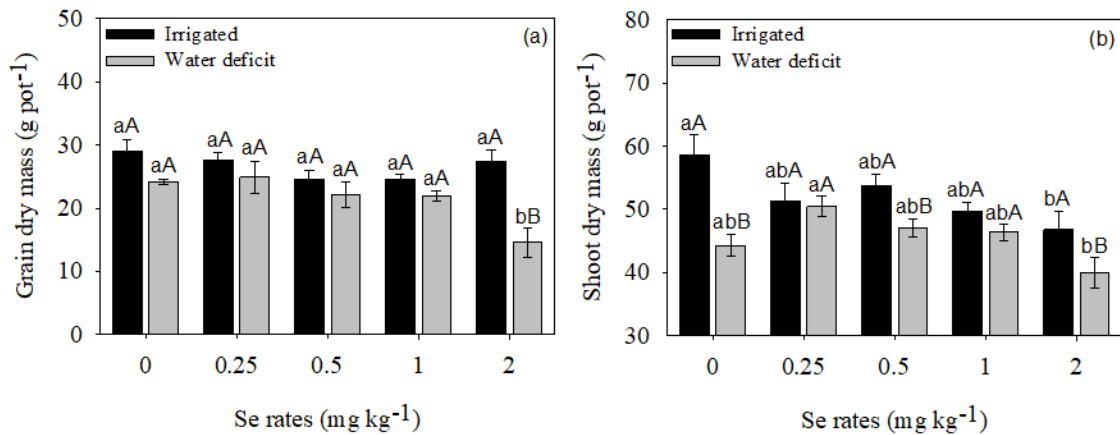 50
40
30
20
10
0
Grain dry mass (g pot⁻¹)
Irrigated
Water deficit
(a)
aA
aA
aA
aA
aA
aA
aA
aA
aA
bB
0 0.25 0.5 1 2
Se rates (mg kg⁻¹)
80
70
60
50
40
30
Shoot dry mass (g pot⁻¹)
Irrigated
Water deficit
(b)
aA
abB
abA
aA
abA
abB
abA
abA
bA
bB
0 0.25 0.5 1 2
Se rates (mg kg⁻¹)